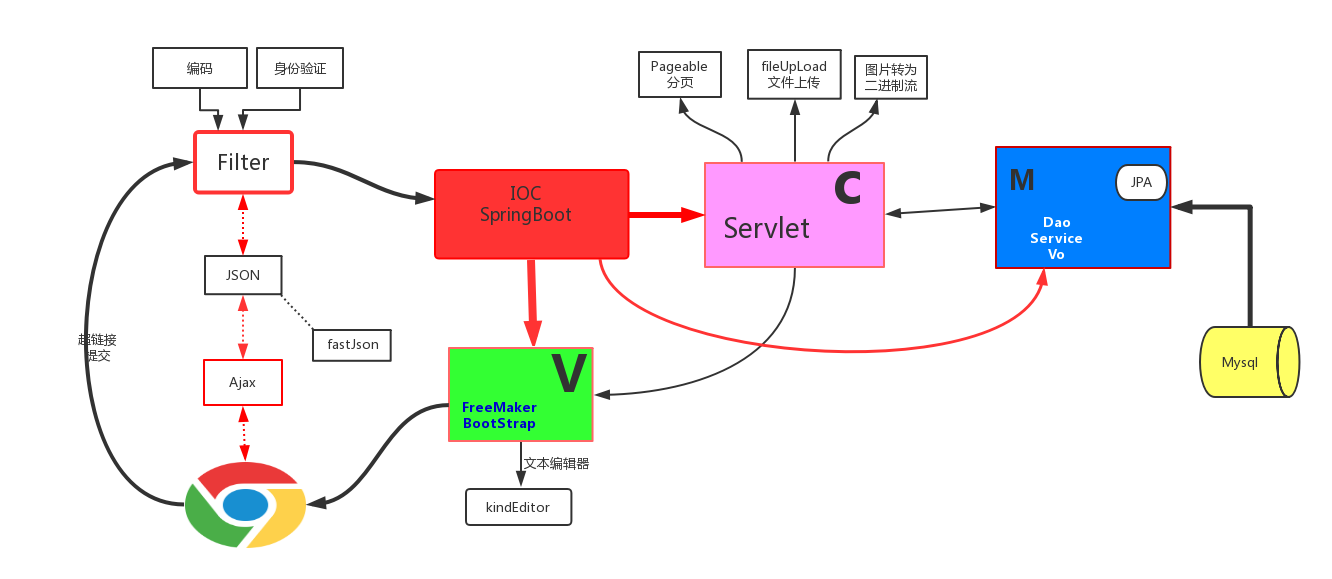 编码
身份验证
Pageable
分页
fileUpLoad
文件上传
图片转为
二进制流
Filter
IOC
SpringBoot
C
Servlet
M
JPA
Dao
Service
Vo
JSON
fastJson
超链接
提交
Ajax
V
FreeMaker
BootStrap
Mysql
文本编辑器
kindEditor